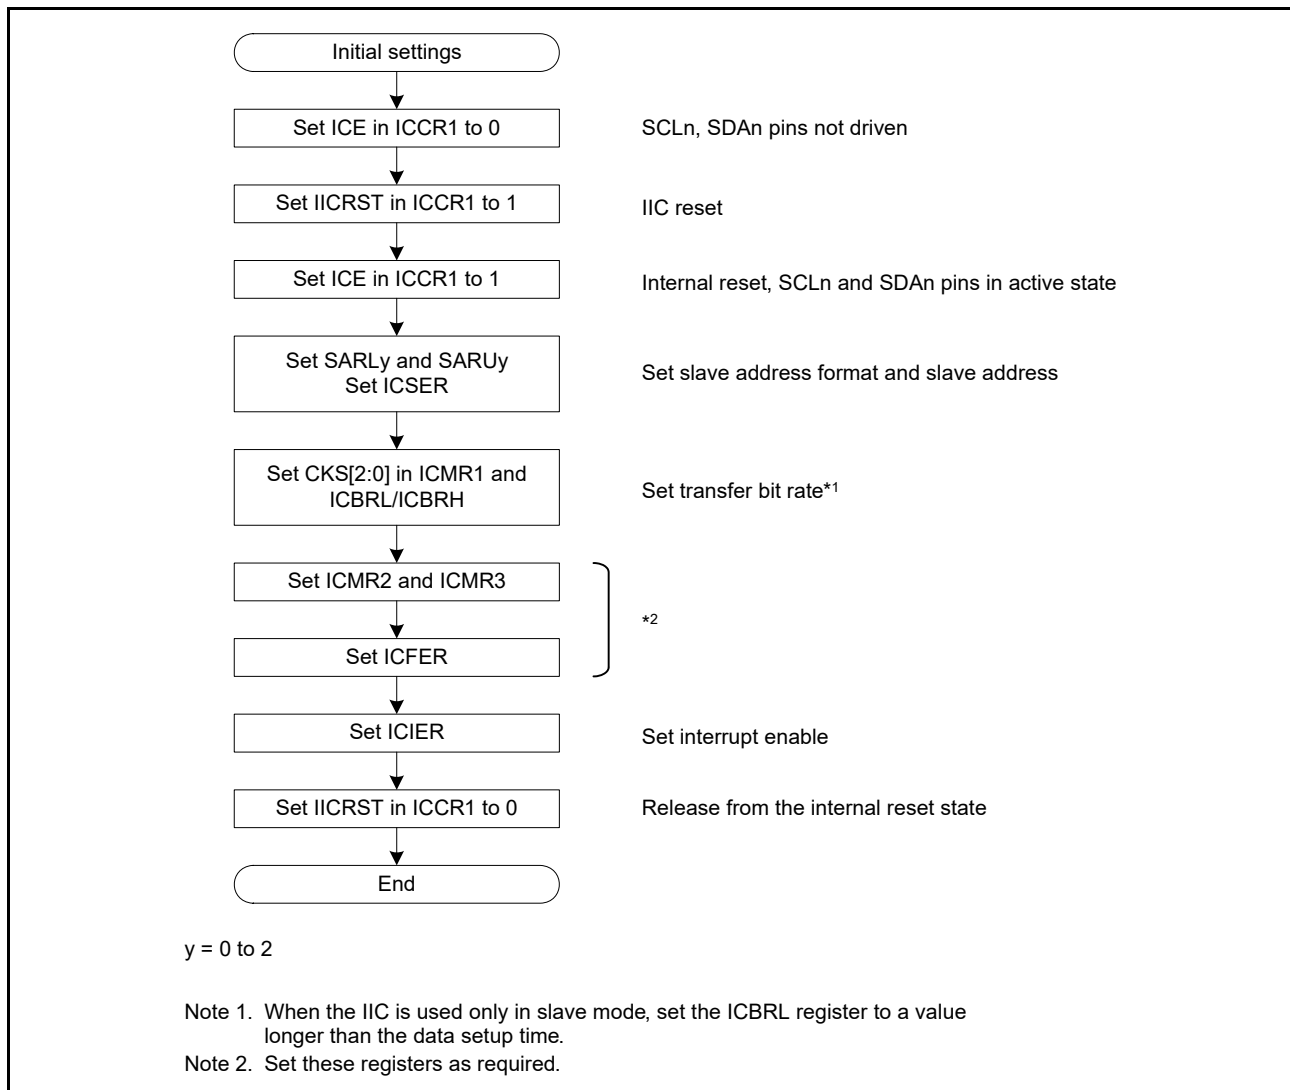 Initial settings
Set ICE in ICCR1 to 0
SCLn, SDAn pins not driven
Set IICRST in ICCR1 to 1
IIC reset
Set ICE in ICCR1 to 1
Internal reset, SCLn and SDAn pins in active state
Set SARLy and SARUy
Set ICSER
Set slave address format and slave address
Set CKS[2:0] in ICMR1 and
ICBRL/ICBRH
Set transfer bit rate*1
Set ICMR2 and ICMR3
*2
Set ICFER
Set ICIER
Set interrupt enable
Set IICRST in ICCR1 to 0
Release from the internal reset state
End
y = 0 to 2
Note 1. When the IIC is used only in slave mode, set the ICBRL register to a value
longer than the data setup time.
Note 2. Set these registers as required.